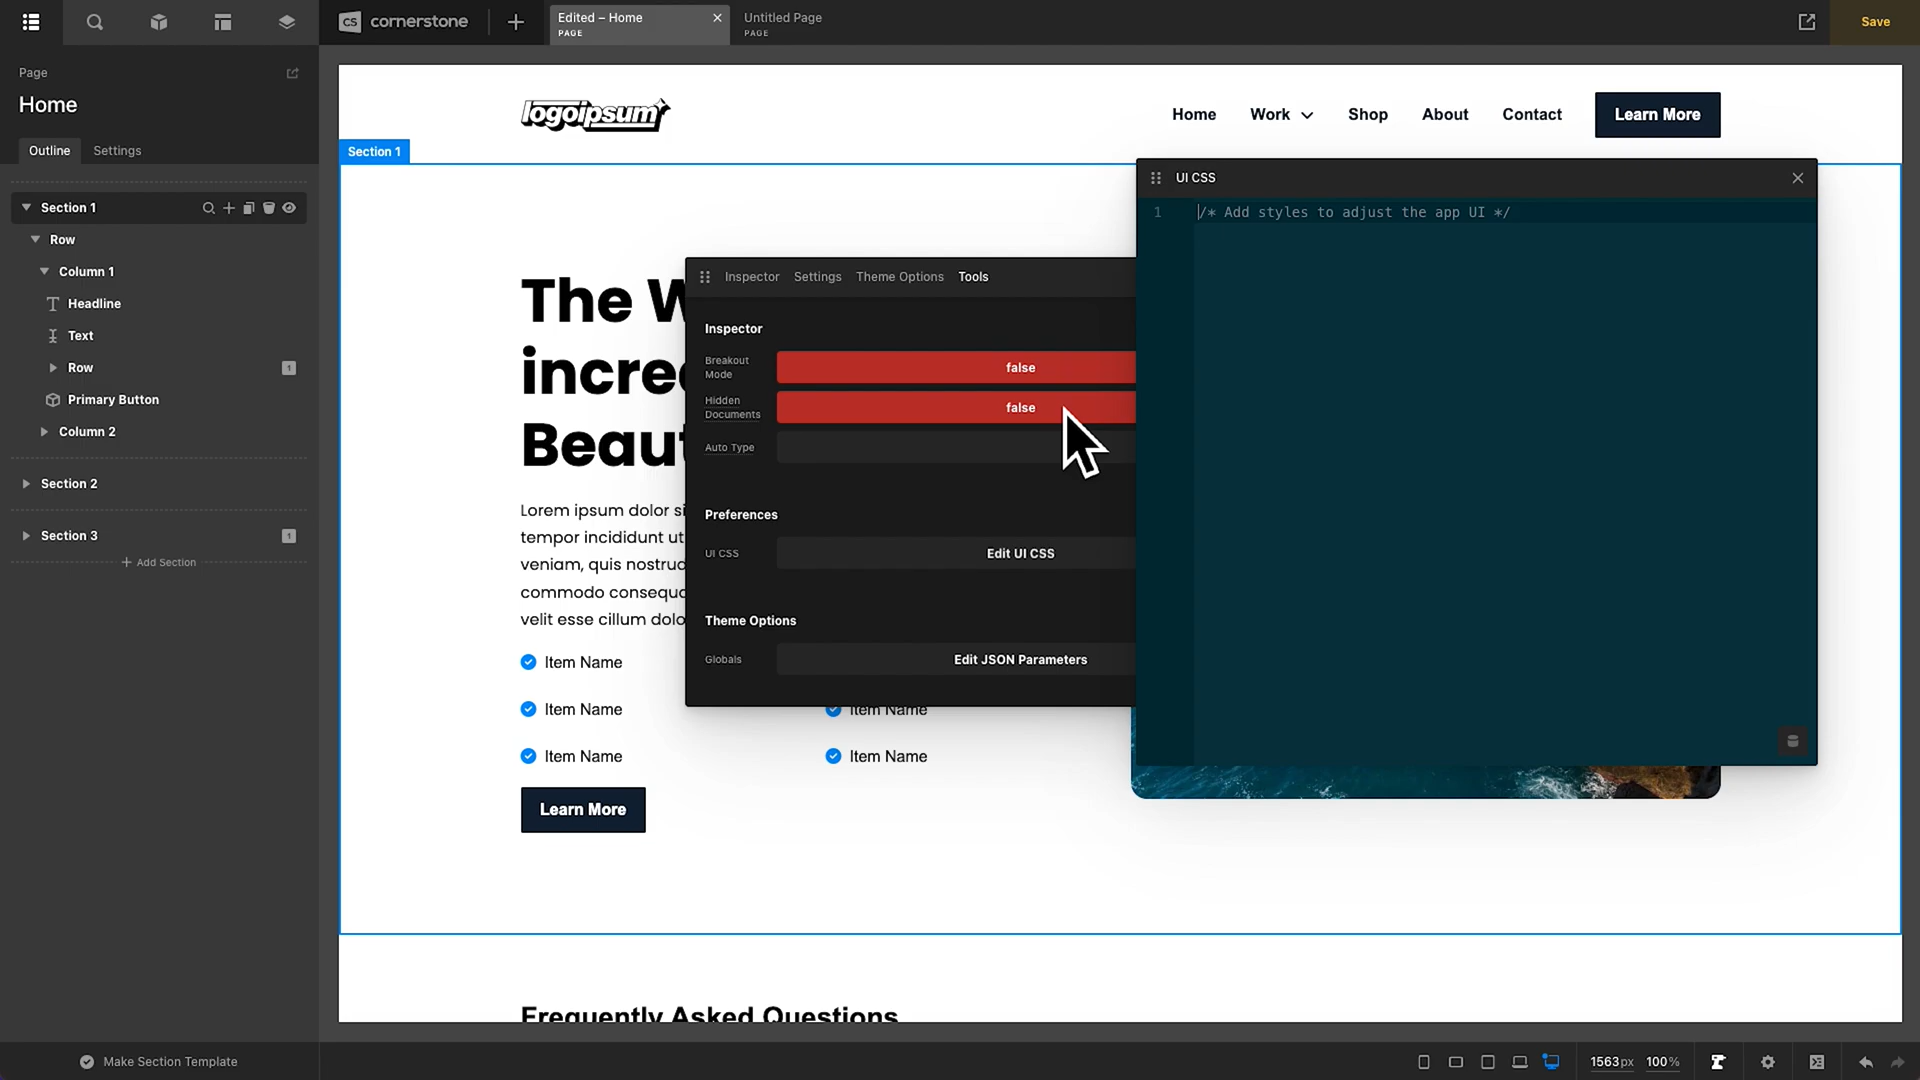 CS cornerstone
Edited – Home
PAGE
Untitled Page
PAGE
Save
Page
Home
Outline
Settings
Section 1
Row
Column 1
Headline
Text
Row
1
Primary Button
Column 2
Section 2
Section 3
1
Add Section
Make Section Template
logoipsum
Home
Work
Shop
About
Contact
Learn More
Section 1
The W
incre
Beau
Lorem ipsum dolor si
tempor incididunt ut
veniam, quis nostrud
commodo consequa
velit esse cillum dolo
Item Name
Item Name
Item Name
Item Name
Item Name
Learn More
Frequently Asked Questions
Inspector
Settings
Theme Options
Tools
Inspector
Breakout
Mode
false
Hidden
Documents
false
Auto Type
Preferences
UI CSS
Edit UI CSS
Theme Options
Globals
Edit JSON Parameters
UI CSS
1
/* Add styles to adjust the app UI */
1563px
100%